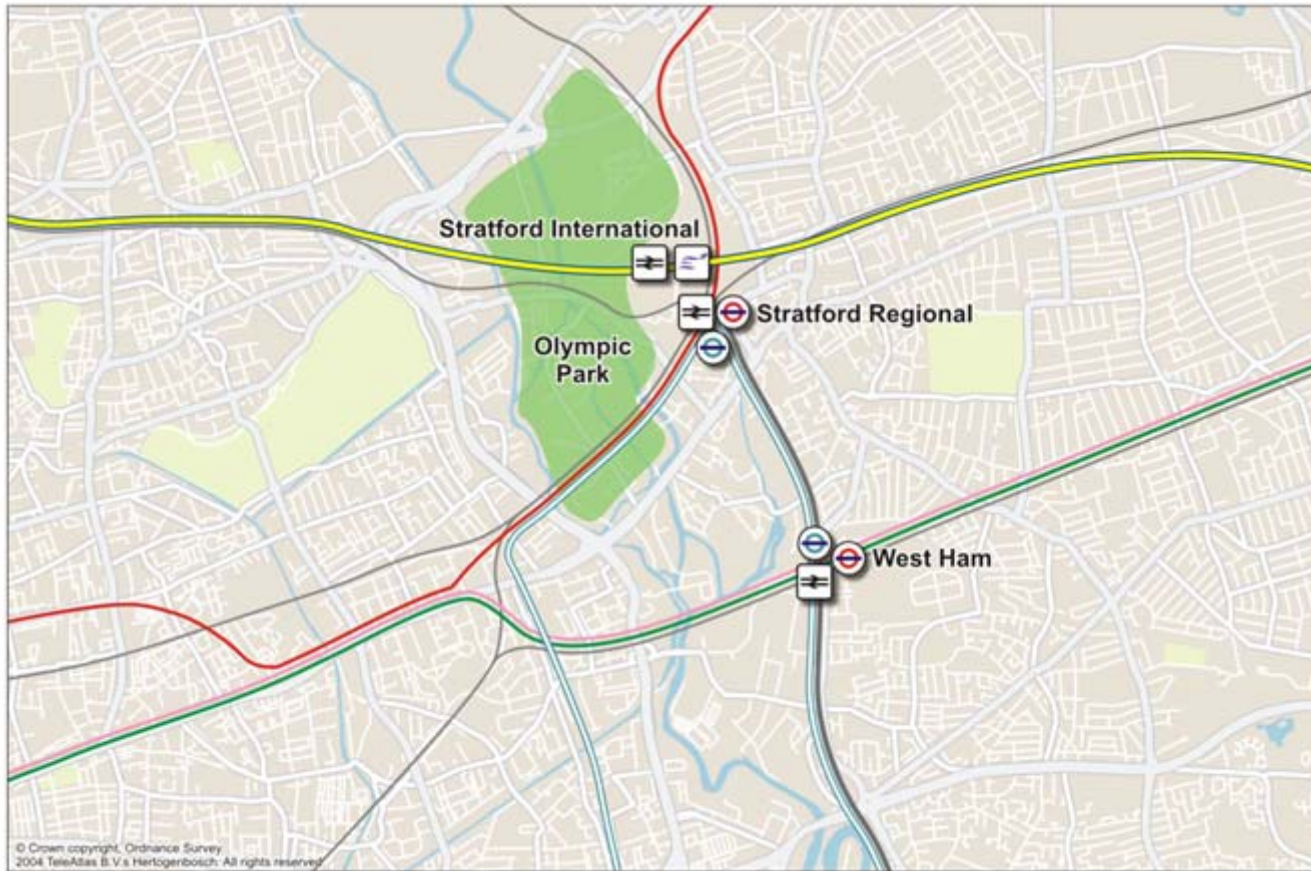 Stratford International
Stratford Regional
Olympic
Park
West Ham
© Crown copyright, Ordnance Survey
2004 TeleAtlas B.V.s Hertogenbosch. All rights reserved